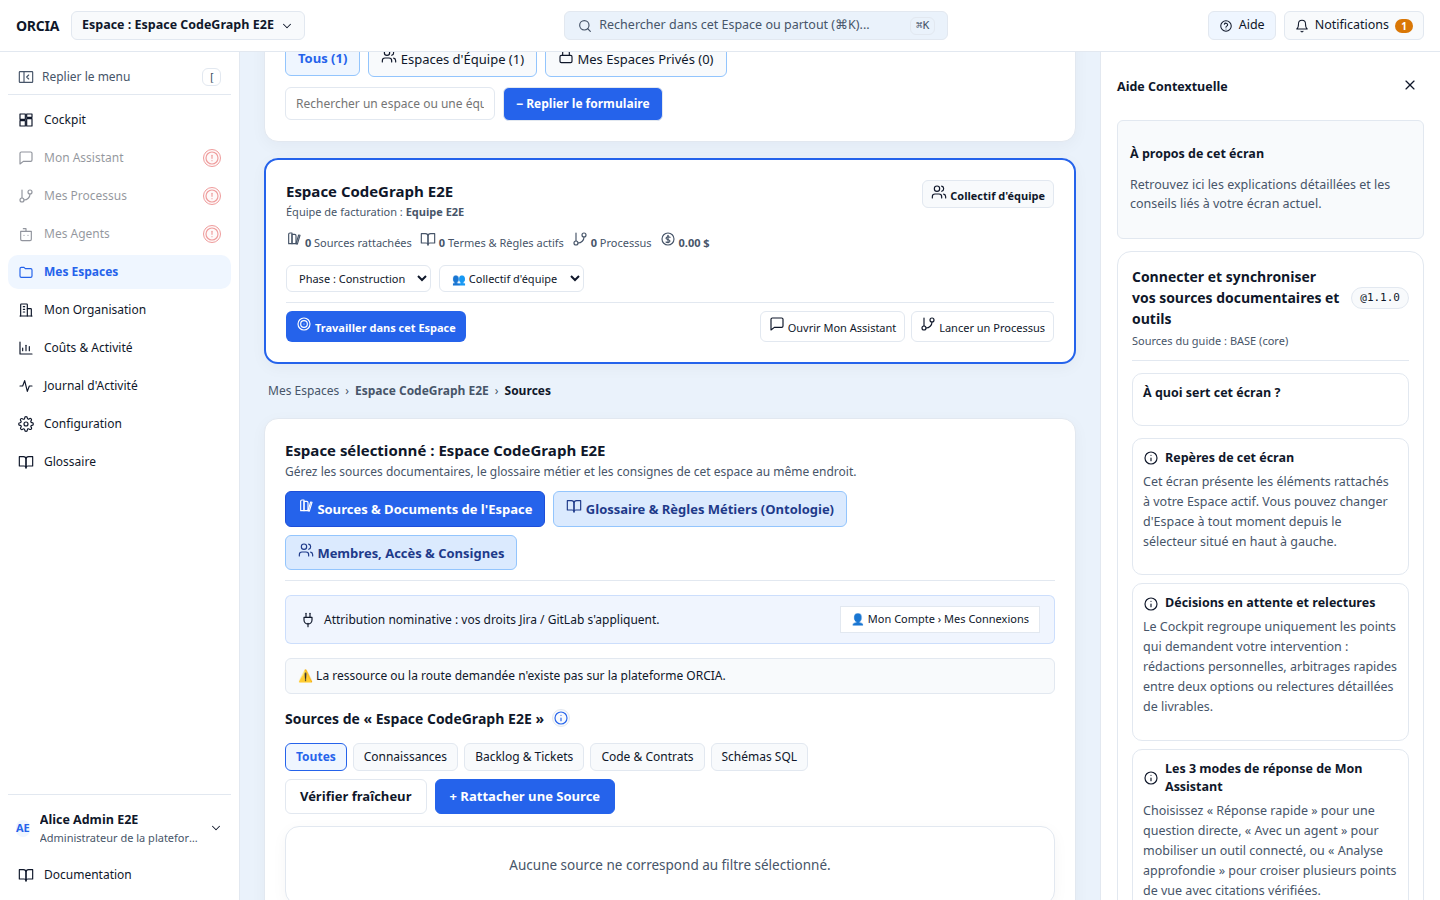 ORCIA
Espace : Espace CodeGraph E2E
Rechercher dans cet Espace ou partout (⌘K)...
⌘K
Aide
Notifications 1
Replier le menu [
Cockpit
Mon Assistant
Mes Processus
Mes Agents
Mes Espaces
Mon Organisation
Coûts & Activité
Journal d'Activité
Configuration
Glossaire
AE
Alice Admin E2E
Administrateur de la platefor...
Documentation
Tous (1)
Espaces d'Équipe (1)
Mes Espaces Privés (0)
Rechercher un espace ou une équ
− Replier le formulaire
Espace CodeGraph E2E
Collectif d'équipe
Équipe de facturation : Equipe E2E
0 Sources rattachées
0 Termes & Règles actifs
0 Processus
0.00 $
Phase : Construction
👥 Collectif d'équipe
Travailler dans cet Espace
Ouvrir Mon Assistant
Lancer un Processus
Mes Espaces › Espace CodeGraph E2E › Sources
Espace sélectionné : Espace CodeGraph E2E
Gérez les sources documentaires, le glossaire métier et les consignes de cet espace au même endroit.
Sources & Documents de l'Espace
Glossaire & Règles Métiers (Ontologie)
Membres, Accès & Consignes
Attribution nominative : vos droits Jira / GitLab s'appliquent.
👤 Mon Compte › Mes Connexions
⚠️ La ressource ou la route demandée n'existe pas sur la plateforme ORCIA.
Sources de « Espace CodeGraph E2E »
Toutes
Connaissances
Backlog & Tickets
Code & Contrats
Schémas SQL
Vérifier fraîcheur
+ Rattacher une Source
Aucune source ne correspond au filtre sélectionné.
Aide Contextuelle
À propos de cet écran
Retrouvez ici les explications détaillées et les
conseils liés à votre écran actuel.
Connecter et synchroniser
vos sources documentaires et
outils
@1.1.0
Sources du guide : BASE (core)
À quoi sert cet écran ?
Repères de cet écran
Cet écran présente les éléments rattachés
à votre Espace actif. Vous pouvez changer
d'Espace à tout moment depuis le
sélecteur situé en haut à gauche.
Décisions en attente et relectures
Le Cockpit regroupe uniquement les points
qui demandent votre intervention :
rédactions personnelles, arbitrages rapides
entre deux options ou relectures détaillées
de livrables.
Les 3 modes de réponse de Mon
Assistant
Choisissez « Réponse rapide » pour une
question directe, « Avec un agent » pour
mobiliser un outil connecté, ou « Analyse
approfondie » pour croiser plusieurs points
de vue avec citations vérifiées.